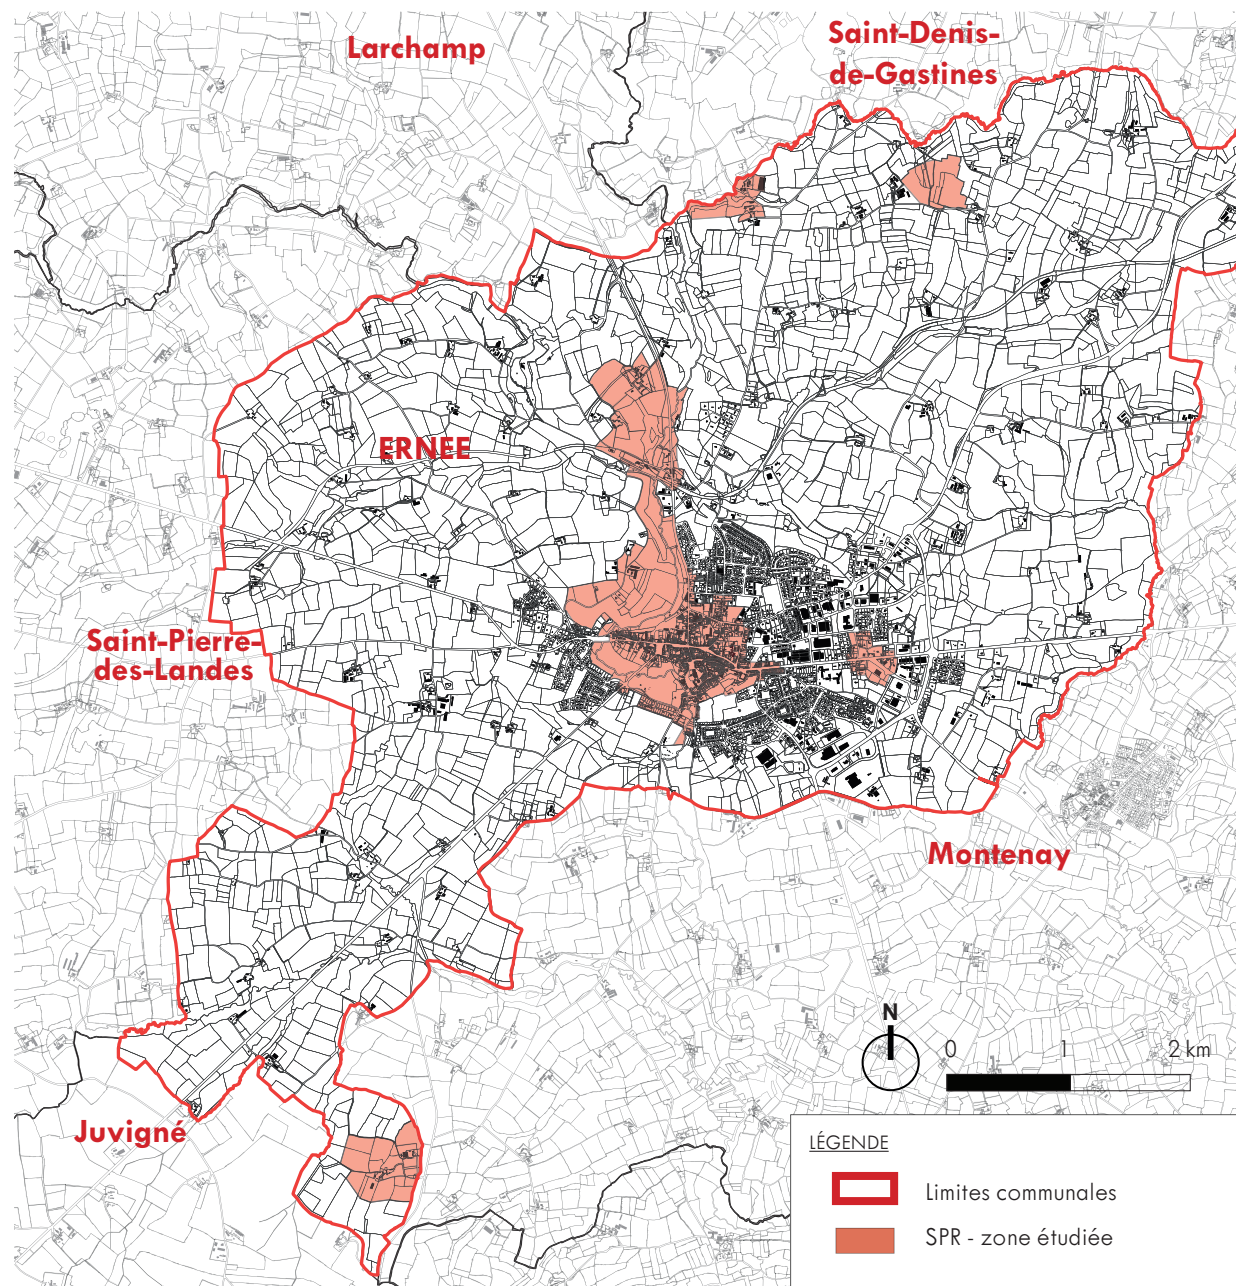 Larchamp
Saint-Denis-
de-Gastines
ERNEE
Saint-Pierre-
des-Landes
Montenay
N
0 1 2 km
Juvigné
LÉGENDE
Limites communales
SPR - zone étudiée